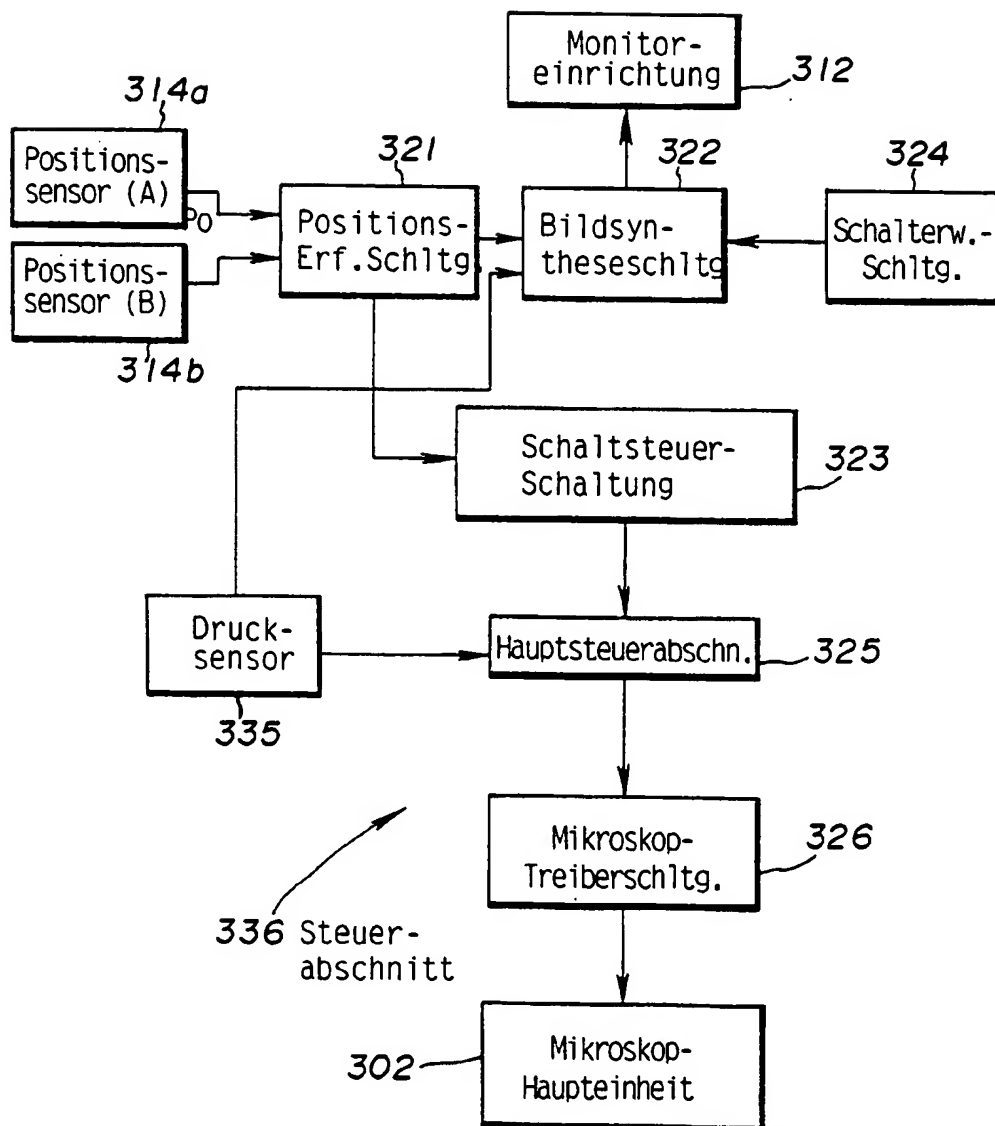 Monitor-
einrichtung
312
314a
Positions-
sensor (A)
P0
321
Positions-
Erf.Schltg.
322
Bildsyn-
theseschltg
324
Schalterw.-
Schltg.
Positions-
sensor (B)
314b
Schaltsteuer-
Schaltung
323
Druck-
sensor
335
Hauptsteuerabschn.
325
Mikroskop-
Treiberschltg.
326
336 Steuer-
abschnitt
302
Mikroskop-
Haupteinheit